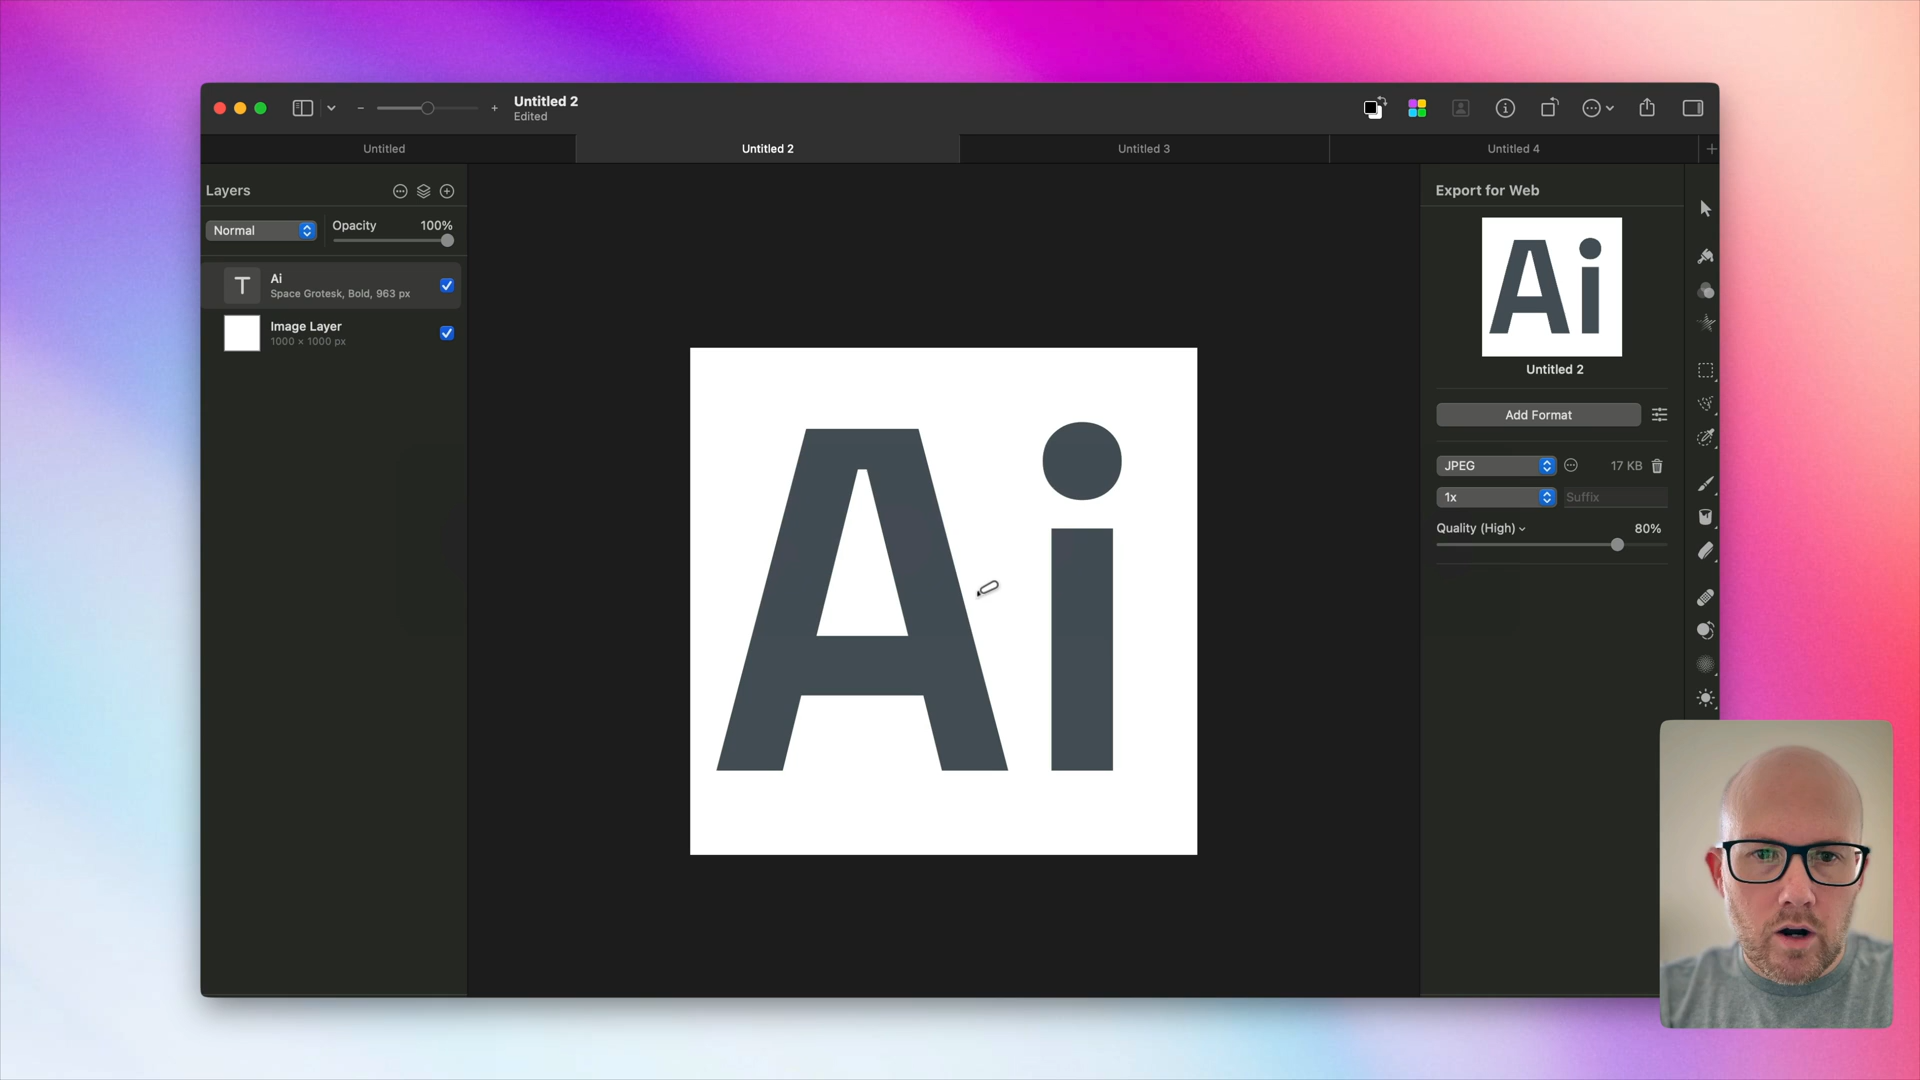 Untitled 2
Edited
Untitled
Untitled 2
Untitled 3
Untitled 4
Layers
Normal
Opacity 100%
Ai
Space Grotesk, Bold, 963 px
Image Layer
1000 × 1000 px
Ai
Export for Web
Ai
Untitled 2
Add Format
JPEG
17 KB
1x
Suffix
Quality (High)
80%